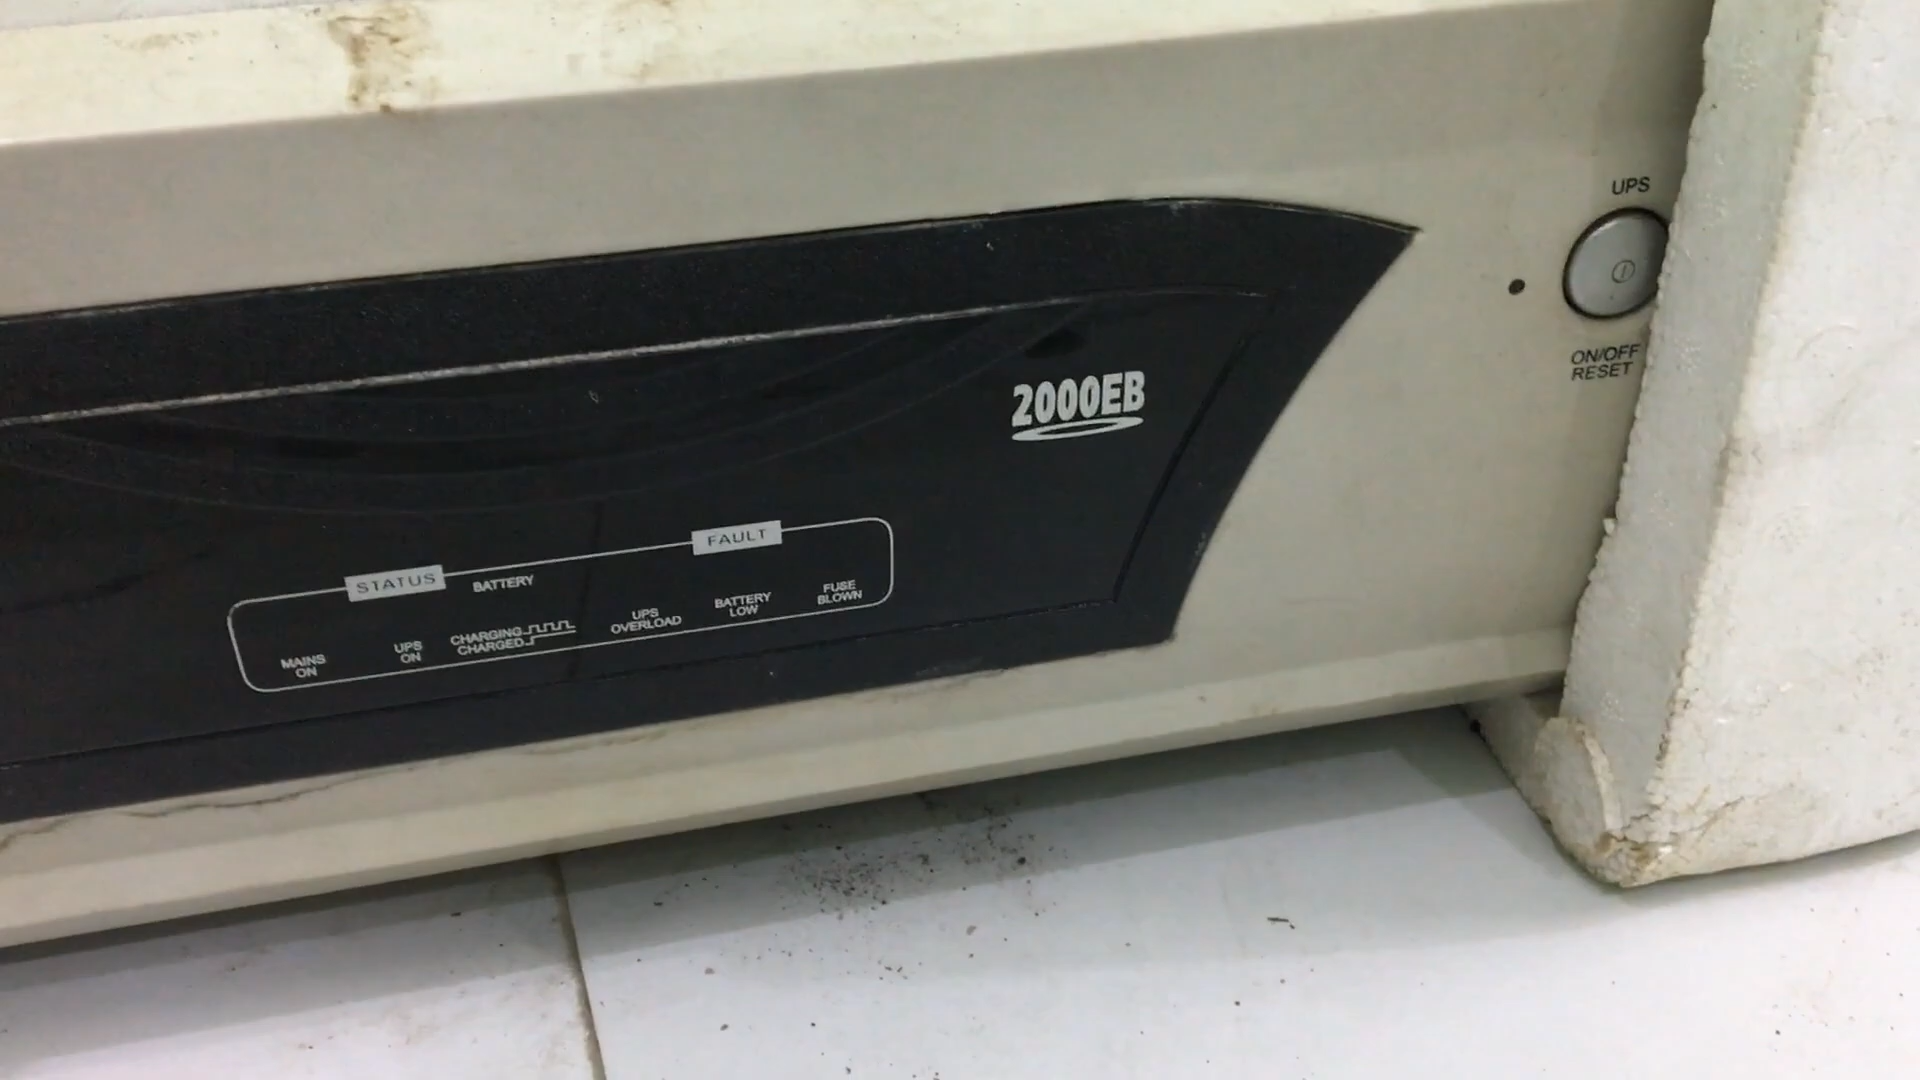 UPS
ON/OFF
RESET
2000EB
STATUS
FAULT
BATTERY
MAINS
ON
UPS
ON
CHARGING
CHARGED
UPS
OVERLOAD
BATTERY
LOW
FUSE
BLOWN